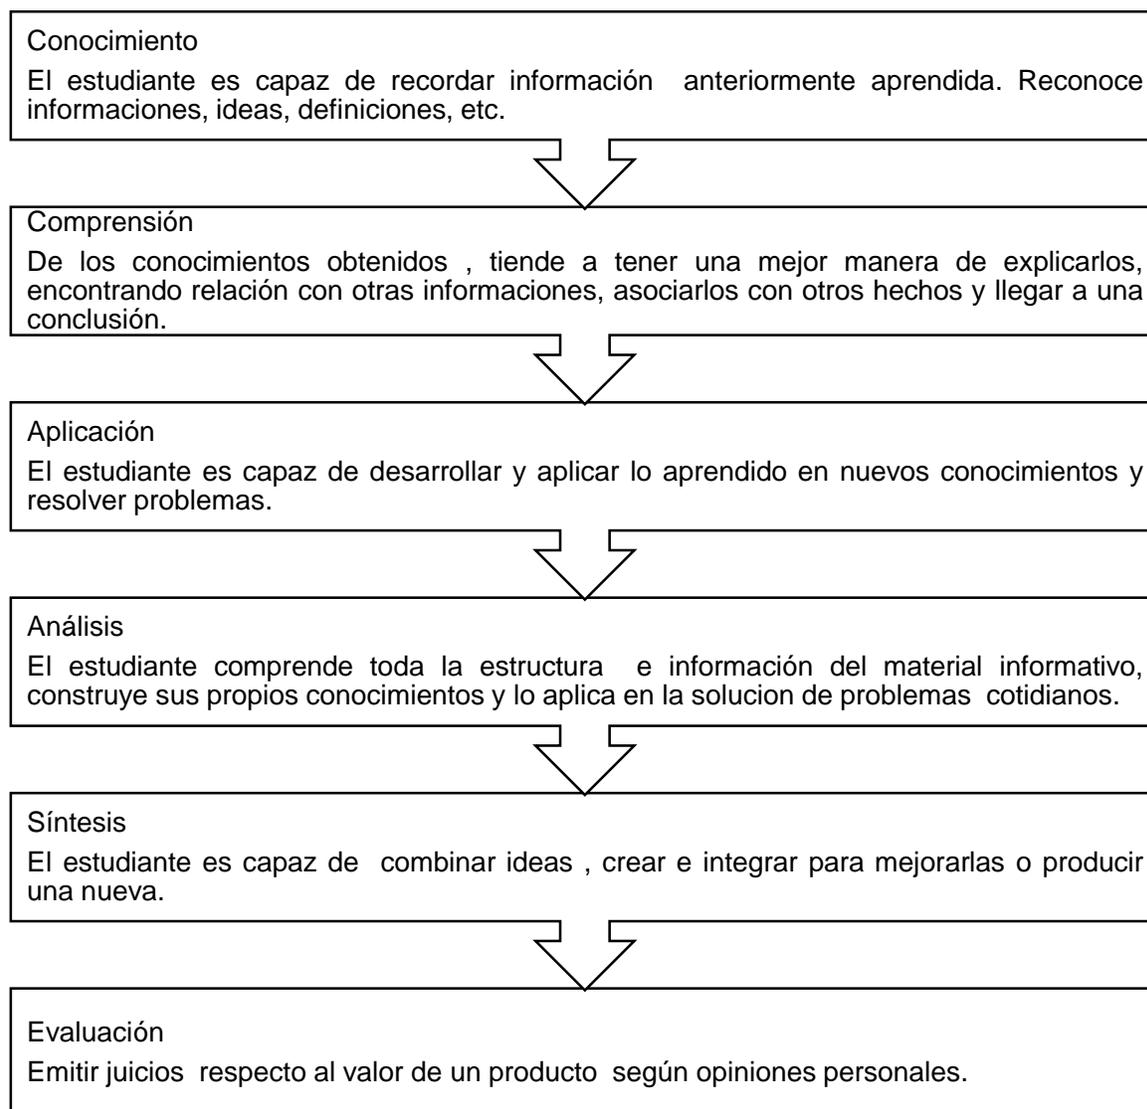 Conocimiento
El estudiante es capaz de recordar información anteriormente aprendida. Reconoce
informaciones, ideas, definiciones, etc.
Comprensión
De los conocimientos obtenidos , tiende a tener una mejor manera de explicarlos,
encontrando relación con otras informaciones, asociarlos con otros hechos y llegar a una
conclusión.
Aplicación
El estudiante es capaz de desarrollar y aplicar lo aprendido en nuevos conocimientos y
resolver problemas.
Análisis
El estudiante comprende toda la estructura e información del material informativo,
construye sus propios conocimientos y lo aplica en la solucion de problemas cotidianos.
Síntesis
El estudiante es capaz de combinar ideas , crear e integrar para mejorarlas o producir
una nueva.
Evaluación
Emitir juicios respecto al valor de un producto según opiniones personales.